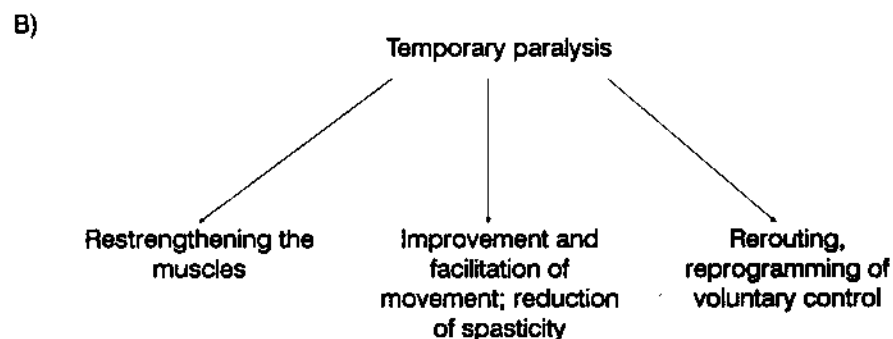 B)
Temporary paralysis
Restrengthening the
muscles
Improvement and
facilitation of
movement; reduction
of spasticity
Rerouting,
reprogramming of
voluntary control